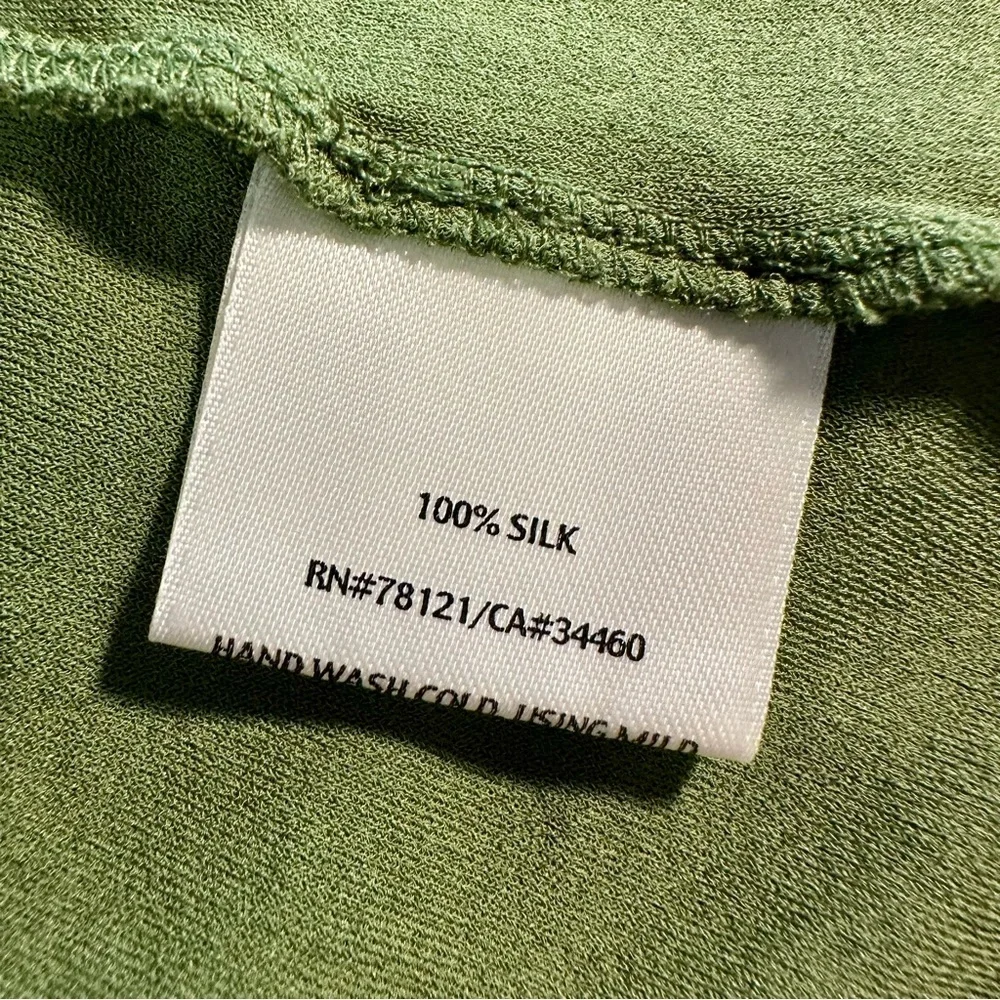 100% SILK
RN#78121/CA#34460
HAND WASH COLD, USING MILD